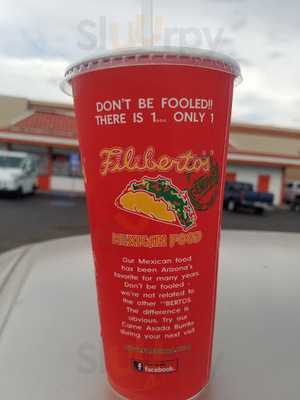 Slurpy
DON'T BE FOOLED!!
THERE IS 1... ONLY 1
Filibertos
MEXICAN FOOD
Our Mexican food
has been Arizona's
favorite for many years.
Don't be fooled -
we're not related to
the other "BERTOS.
The difference is
obvious. Try our
Carne Asada Burrito
during your next visit
facebook.